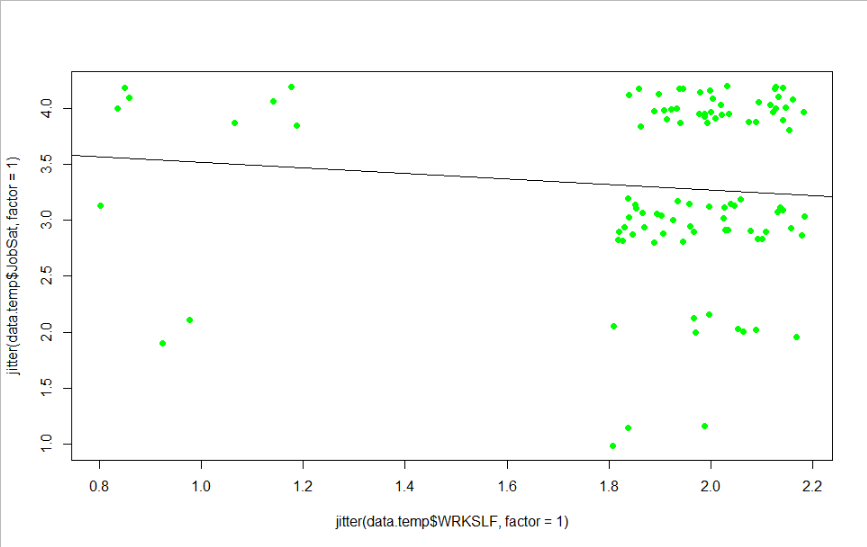 4.0
3.5
3.0
2.5
2.0
1.5
1.0
jitter(data.temp$JobSat, factor = 1)
0.8 1.0 1.2 1.4 1.6 1.8 2.0 2.2
jitter(data.temp$WRKSLF, factor = 1)